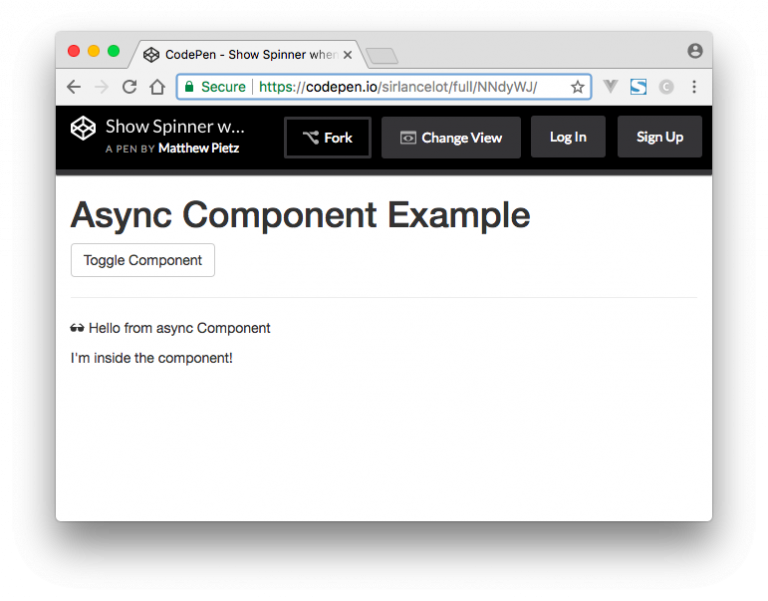 CodePen - Show Spinner when
Secure https://codepen.io/sirlancelot/full/NNdyWJ/
Show Spinner w...
A PEN BY Matthew Pietz
Fork
Change View
Log In
Sign Up
Async Component Example
Toggle Component
Hello from async Component
I'm inside the component!